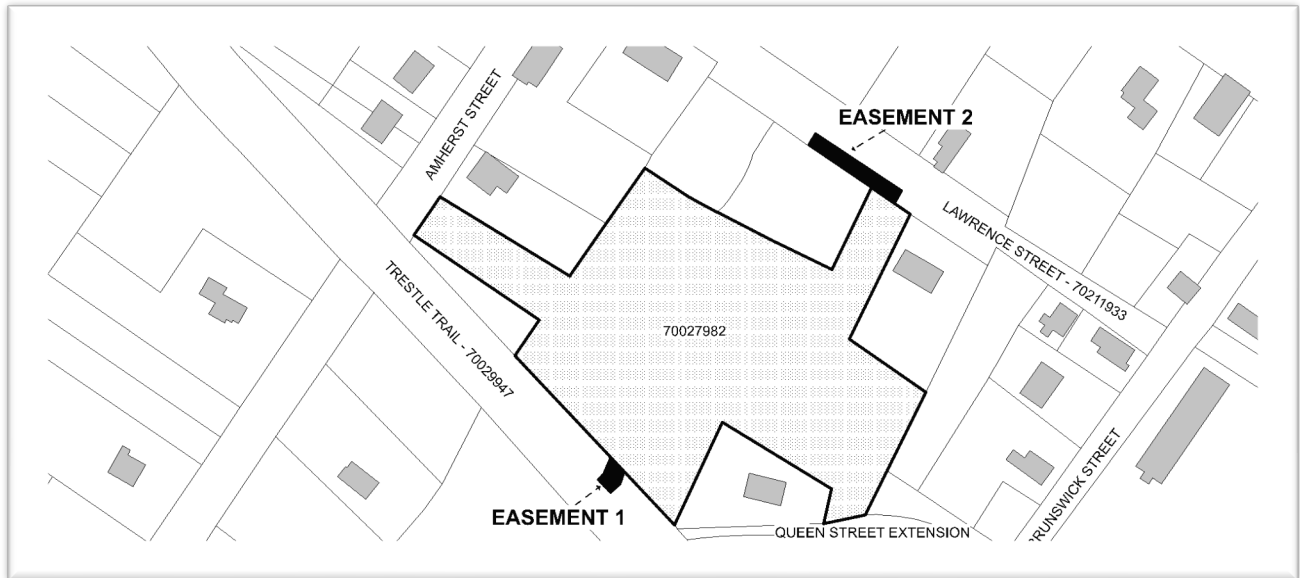 EASEMENT 2
AMHERST STREET
LAWRENCE STREET - 70211933
TRESTLE TRAIL - 70029947
70027982
BRUNSWICK STREET
EASEMENT 1
QUEEN STREET EXTENSION